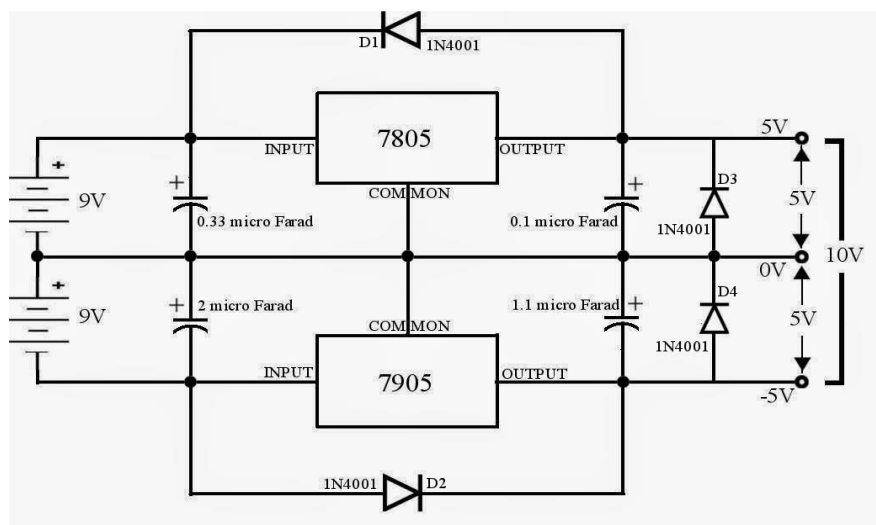 D1
1N4001
7805
INPUT
OUTPUT
COMMON
5V
+
9V
+
0.33 micro Farad
+
0.1 micro Farad
D3
1N4001
5V
10V
0V
+
9V
+
2 micro Farad
+
1.1 micro Farad
D4
1N4001
5V
COMMON
INPUT
7905
OUTPUT
-5V
1N4001
D2